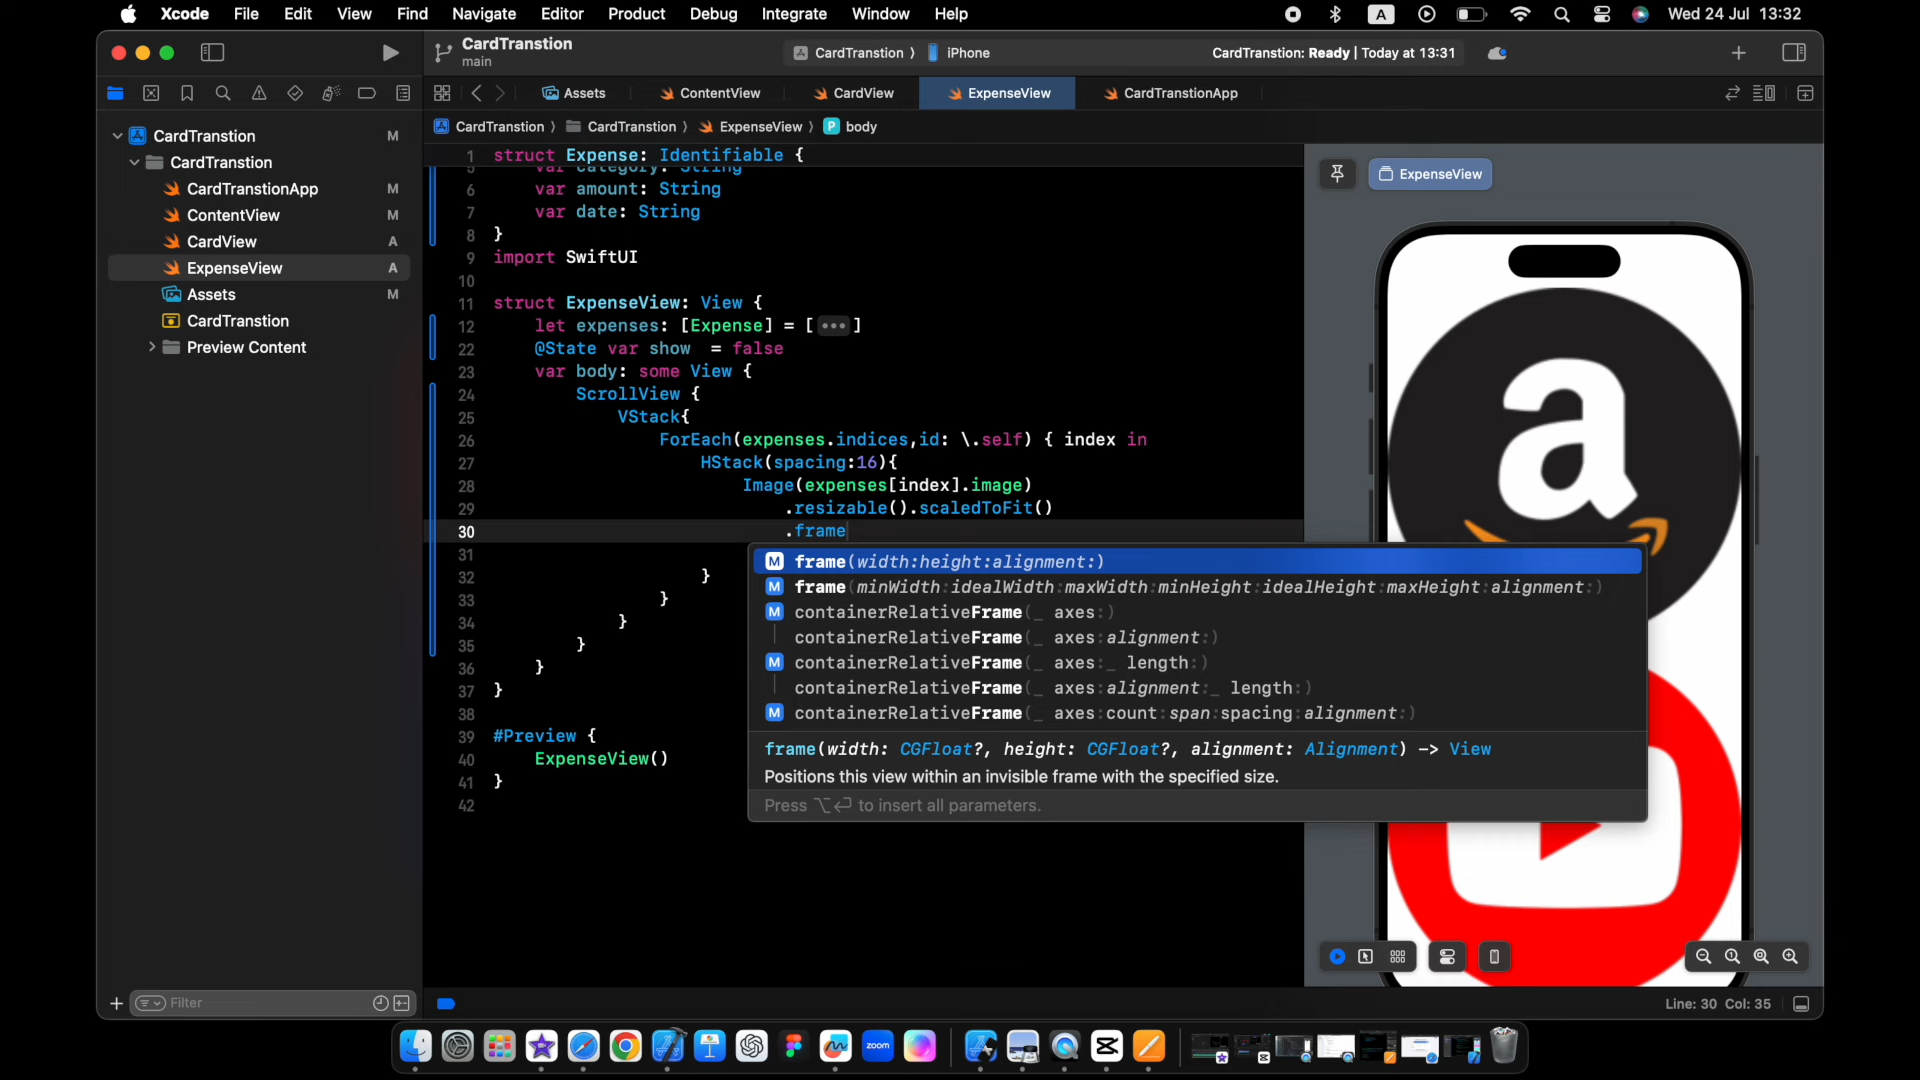 Xcode File Edit View Find Navigate Editor Product Debug Integrate Window Help A Wed 24 Jul 13:32
CardTranstion
main
CardTranstion ⟩ iPhone
CardTranstion: Ready | Today at 13:31
Assets ContentView CardView ExpenseView CardTranstionApp
CardTranstion ⟩ CardTranstion ⟩ ExpenseView ⟩ P body
CardTranstion M
CardTranstion
CardTranstionApp M
ContentView M
CardView A
ExpenseView A
Assets M
CardTranstion
Preview Content
1 struct Expense: Identifiable {
5 var category: String
6 var amount: String
7 var date: String
8 }
9 import SwiftUI
10
11 struct ExpenseView: View {
12 let expenses: [Expense] = [•••]
22 @State var show = false
23 var body: some View {
24 ScrollView {
25 VStack{
26 ForEach(expenses.indices,id: \.self) { index in
27 HStack(spacing:16){
28 Image(expenses[index].image)
29 .resizable().scaledToFit()
30 .frame
31
32 }
33 }
34 }
35 }
36 }
37 }
38
39 #Preview {
40 ExpenseView()
41 }
42
M frame(width:height:alignment:)
M frame(minWidth:idealWidth:maxWidth:minHeight:idealHeight:maxHeight:alignment:)
M containerRelativeFrame(_ axes:)
containerRelativeFrame(_ axes:alignment:)
M containerRelativeFrame(_ axes:_ length:)
containerRelativeFrame(_ axes:alignment:_ length:)
M containerRelativeFrame(_ axes:count:span:spacing:alignment:)
frame(width: CGFloat?, height: CGFloat?, alignment: Alignment) -> View
Positions this view within an invisible frame with the specified size.
Press ⌥⏎ to insert all parameters.
ExpenseView
a
Filter
Line: 30 Col: 35
zoom